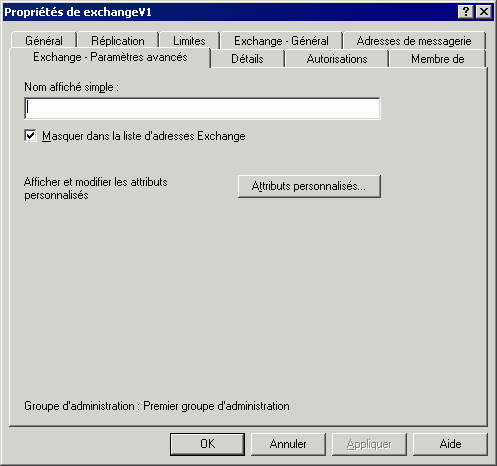 Propriétés de exchangeV1
Général Réplication Limites Exchange - Général Adresses de messagerie
Exchange - Paramètres avancés Détails Autorisations Membre de
Nom affiché simple :
Masquer dans la liste d'adresses Exchange
Afficher et modifier les attributs
personnalisés
Attributs personnalisés...
Groupe d'administration : Premier groupe d'administration
OK Annuler Appliquer Aide